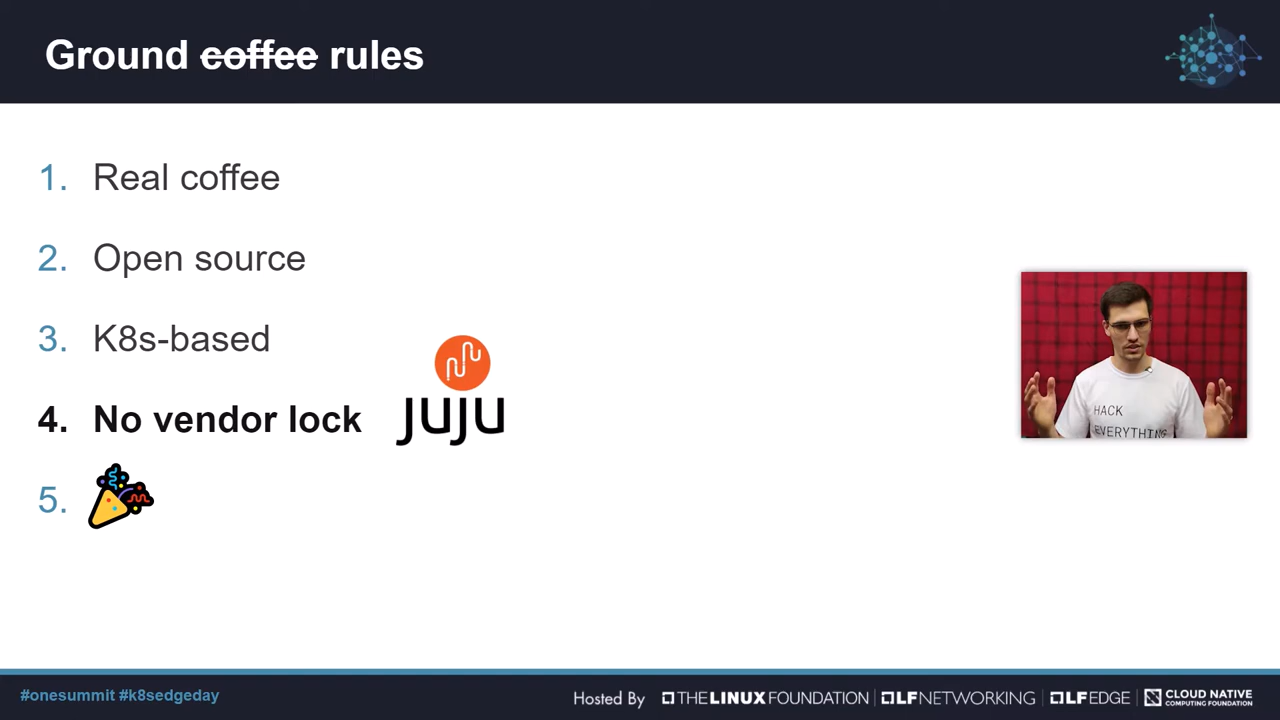 Ground coffee rules
1. Real coffee
2. Open source
3. K8s-based
4. No vendor lock
juju
5.
HACK
EVERYTHING
#onesummit #k8sedgeday
Hosted By THE LINUX FOUNDATION LF NETWORKING LF EDGE CLOUD NATIVE
COMPUTING FOUNDATION